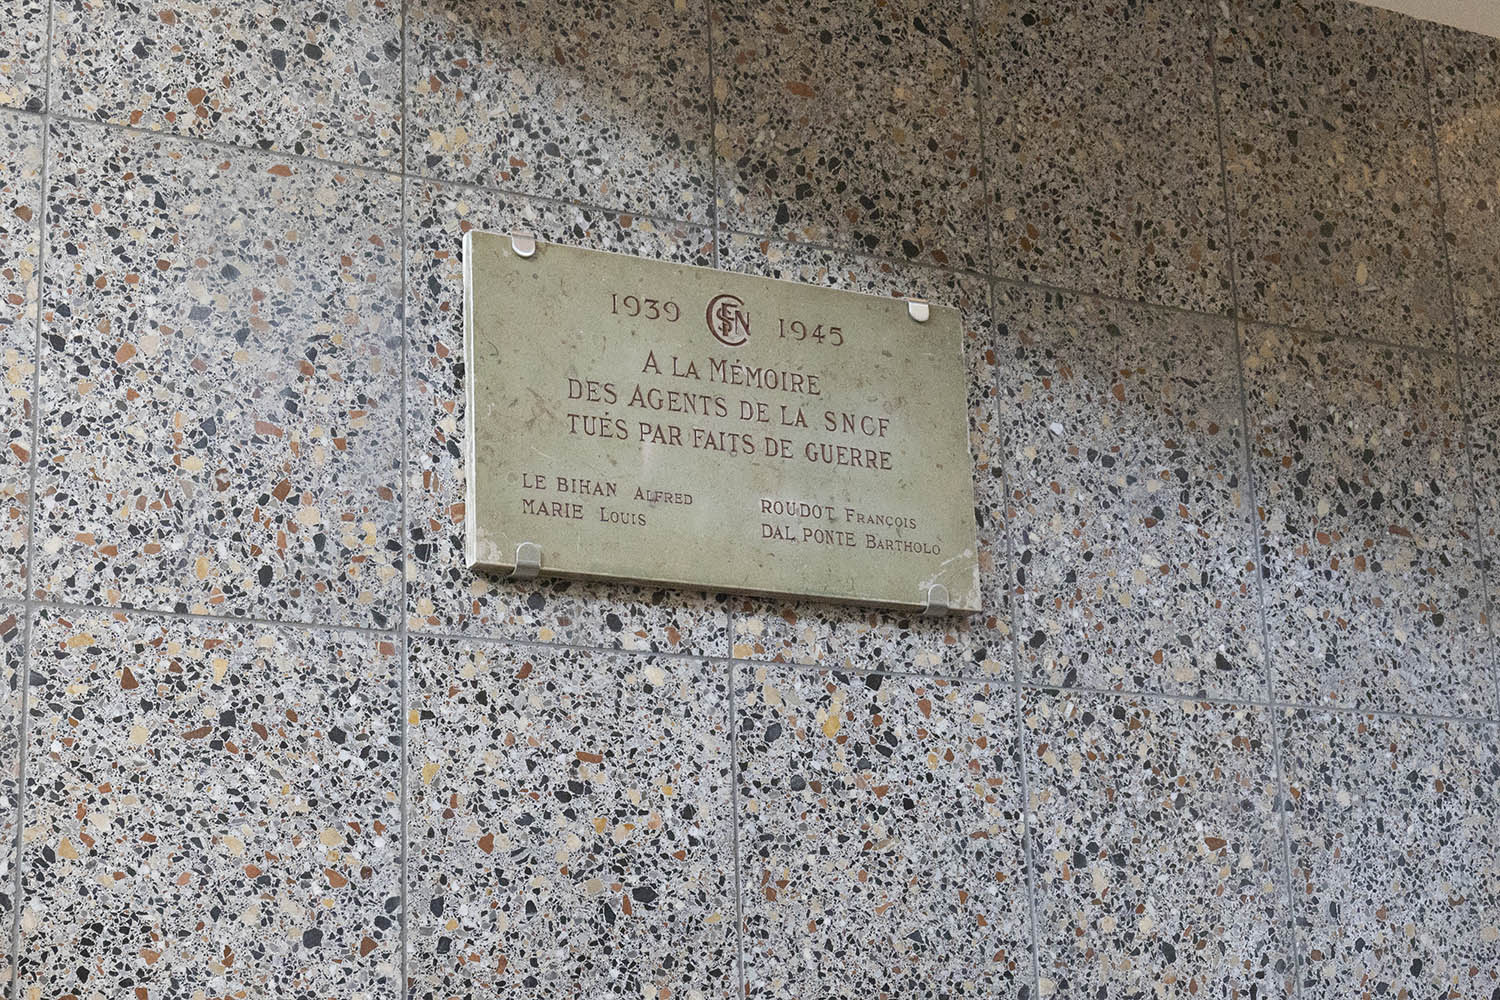 1939 SNCF 1945
A LA MÉMOIRE
DES AGENTS DE LA SNCF
TUÉS PAR FAITS DE GUERRE
LE BIHAN ALFRED
MARIE LOUIS
ROUDOT FRANÇOIS
DAL PONTE BARTHOLO